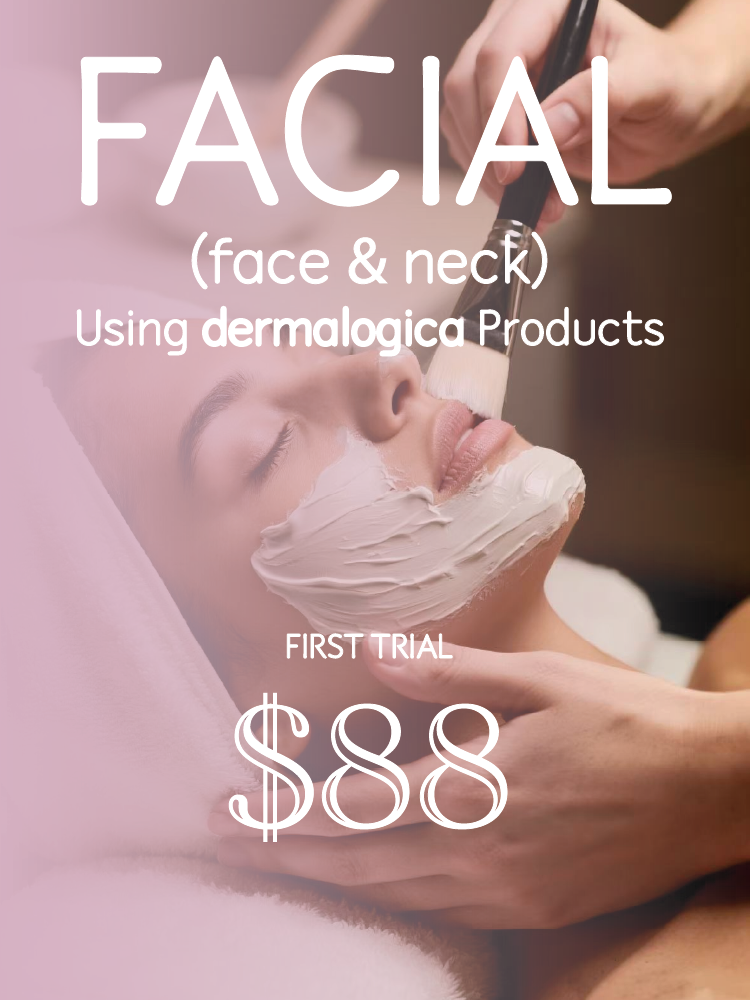 FACIAL
(face & neck)
Using dermalogica Products
FIRST TRIAL
$88